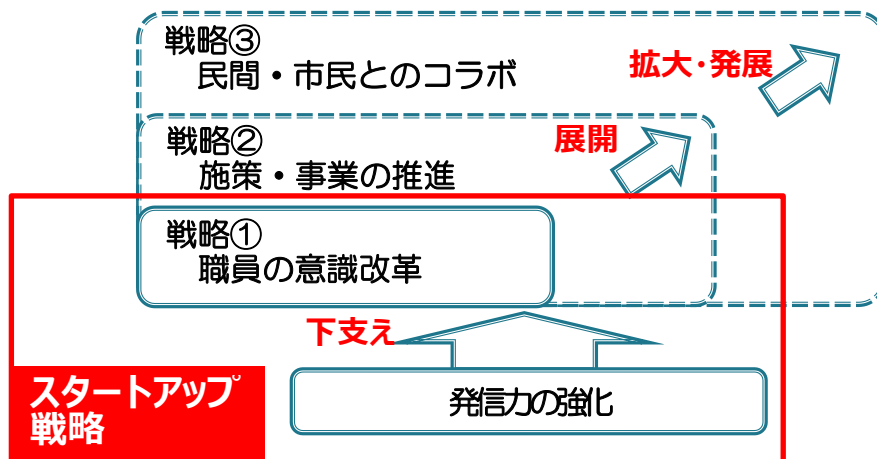 戦略③
民間・市民とのコラボ
拡大・発展
戦略②
施策・事業の推進
展開
戦略①
職員の意識改革
下支え
発信力の強化
スタートアップ
戦略